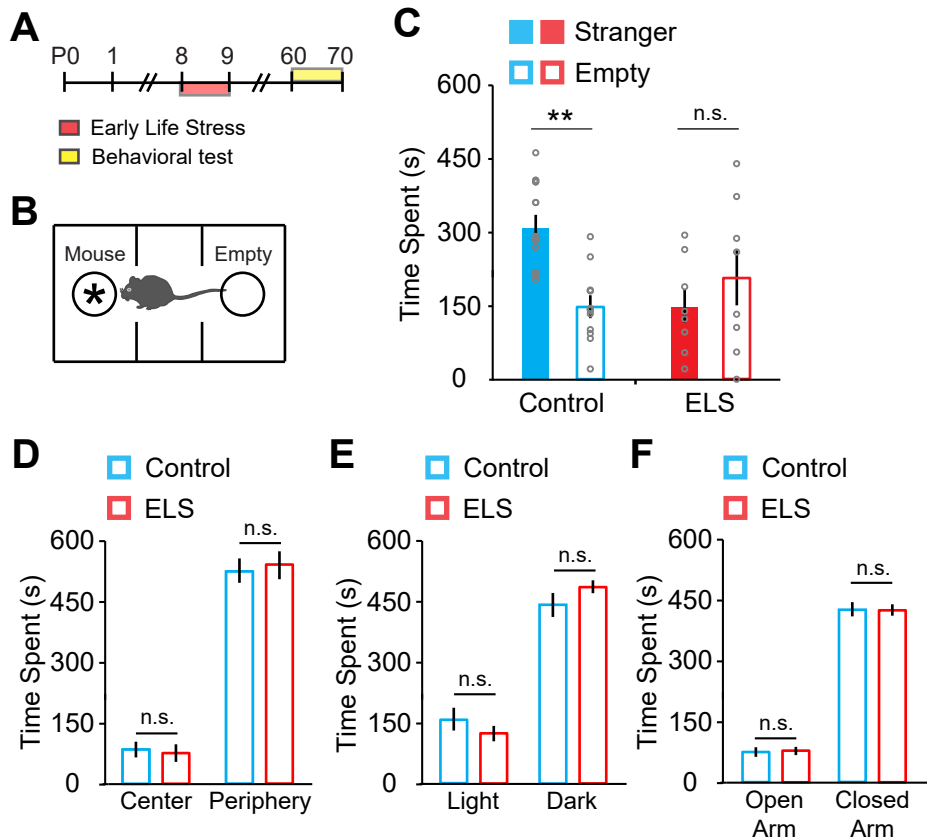 A
P0 1 8 9 60 70
Early Life Stress
Behavioral test
B
Mouse
Empty
*
C
Stranger
Empty
Time Spent (s)
600
450
300
150
0
**
n.s.
Control
ELS
D
Control
ELS
Time Spent (s)
600
450
300
150
0
n.s.
n.s.
Center
Periphery
E
Control
ELS
Time Spent (s)
600
450
300
150
0
n.s.
n.s.
Light
Dark
F
Control
ELS
Time Spent (s)
600
450
300
150
0
n.s.
n.s.
Open
Arm
Closed
Arm